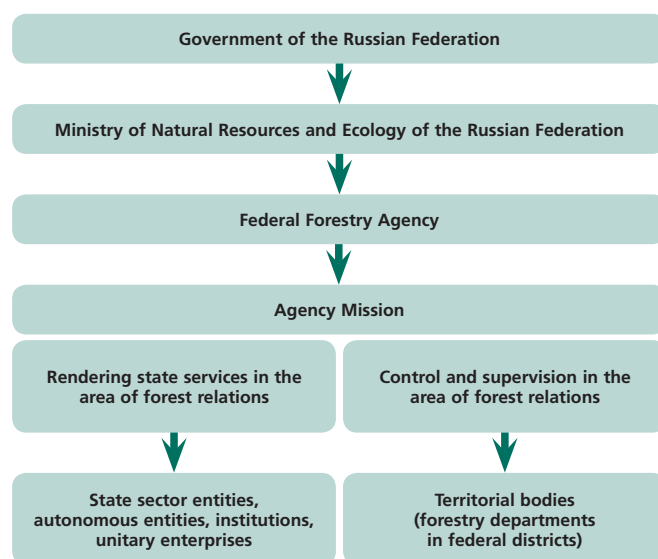 Government of the Russian Federation
Ministry of Natural Resources and Ecology of the Russian Federation
Federal Forestry Agency
Agency Mission
Rendering state services in the
area of forest relations
Control and supervision in the
area of forest relations
State sector entities,
autonomous entities, institutions,
unitary enterprises
Territorial bodies
(forestry departments
in federal districts)